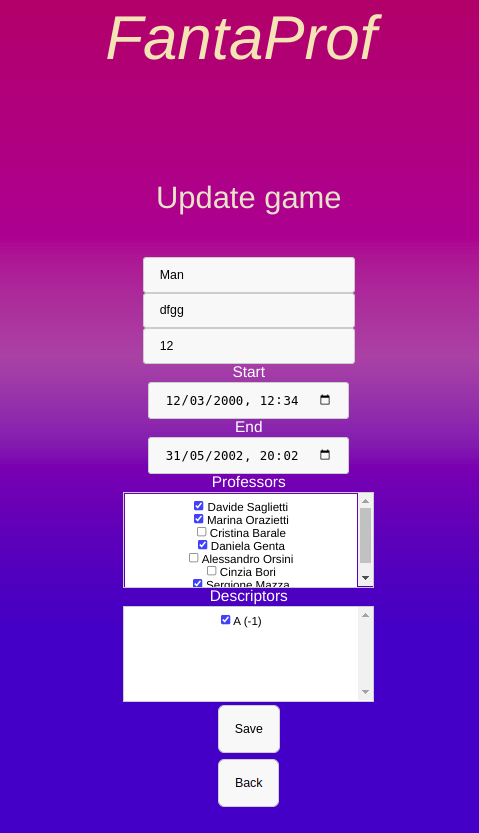 FantaProf
Update game
Man
dfgg
12
Start
12/03/2000, 12:34
End
31/05/2002, 20:02
Professors
Davide Saglietti
Marina Orazietti
Cristina Barale
Daniela Genta
Alessandro Orsini
Cinzia Bori
Sergione Mazza
Descriptors
A (-1)
Save
Back